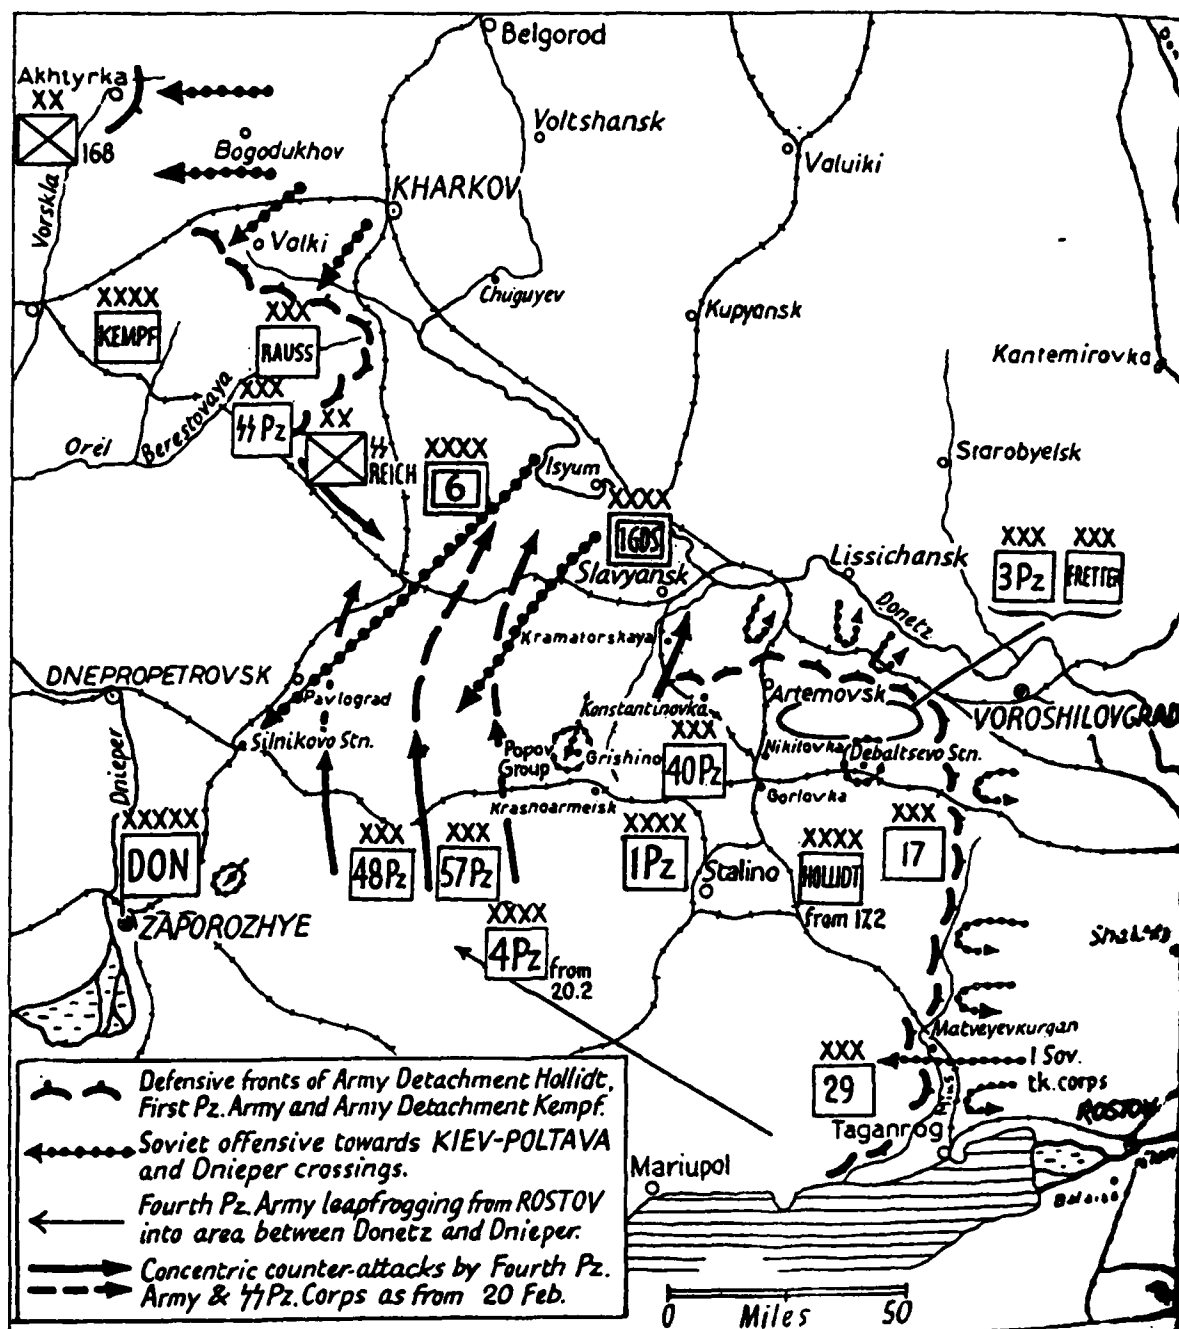 Belgorod
Akhtyrka
XX
168
Bogodukhov
Voltshansk
Valuiki
Vorskla
KHARKOV
Valki
Chuguyev
Kupyansk
Kantemirovka
XXXX
KEMPF
XXX
RAUSS
Berestovaya
Orel
XXX
ϟϟ Pz
XX
ϟϟ
REICH
XXXX
6
Isyum
XXXX
1GDS
Slavyansk
Starobyelsk
Lissichansk
XXX
3Pz
XXX
FRETTER
Donetz
Kramatorskaya
DNEPROPETROVSK
Pavlograd
Silnikovo Stn.
Konstantinovka
Artemovsk
VOROSHILOVGRAD
Popov
Group
Grishino
XXX
40Pz
Nikitovka
Debaltsevo Stn.
Krasnoarmeisk
Gorlovka
Dnieper
XXXXX
DON
ZAPOROZHYE
XXX
48Pz
XXX
57Pz
XXXX
1Pz
Stalino
XXXX
HOLLIDT
from 17.2
XXX
17
XXXX
4Pz
from
20.2
Matveyevkurgan
XXX
29
Mius
1 Sov.
tk. corps
ROSTOV
Taganrog
Mariupol
Defensive fronts of Army Detachment Hollidt,
First Pz. Army and Army Detachment Kempf.
Soviet offensive towards KIEV-POLTAVA
and Dnieper crossings.
Fourth Pz. Army leapfrogging from ROSTOV
into area between Donetz and Dnieper.
Concentric counter-attacks by Fourth Pz.
Army & ϟϟ Pz. Corps as from 20 Feb.
0 Miles 50